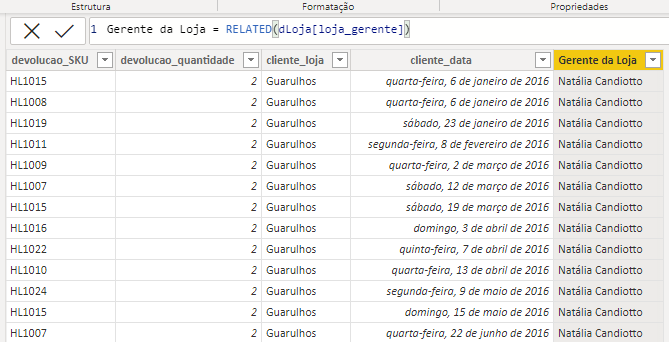 Estrutura Formatação Propriedades
1 Gerente da Loja = RELATED(dLoja[loja_gerente])
devolucao_SKU devolucao_quantidade cliente_loja cliente_data Gerente da Loja
HL1015 2 Guarulhos quarta-feira, 6 de janeiro de 2016 Natália Candiotto
HL1008 2 Guarulhos quarta-feira, 6 de janeiro de 2016 Natália Candiotto
HL1019 2 Guarulhos sábado, 23 de janeiro de 2016 Natália Candiotto
HL1011 2 Guarulhos segunda-feira, 8 de fevereiro de 2016 Natália Candiotto
HL1009 2 Guarulhos quarta-feira, 2 de março de 2016 Natália Candiotto
HL1007 2 Guarulhos sábado, 12 de março de 2016 Natália Candiotto
HL1015 2 Guarulhos sábado, 19 de março de 2016 Natália Candiotto
HL1016 2 Guarulhos domingo, 3 de abril de 2016 Natália Candiotto
HL1022 2 Guarulhos quinta-feira, 7 de abril de 2016 Natália Candiotto
HL1010 2 Guarulhos quarta-feira, 13 de abril de 2016 Natália Candiotto
HL1024 2 Guarulhos segunda-feira, 9 de maio de 2016 Natália Candiotto
HL1015 2 Guarulhos domingo, 15 de maio de 2016 Natália Candiotto
HL1007 2 Guarulhos quarta-feira, 22 de junho de 2016 Natália Candiotto